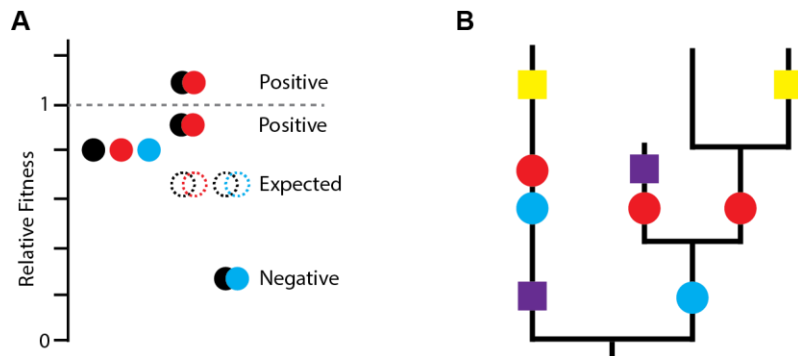 A
Relative Fitness
1
0
Positive
Positive
Expected
Negative
B